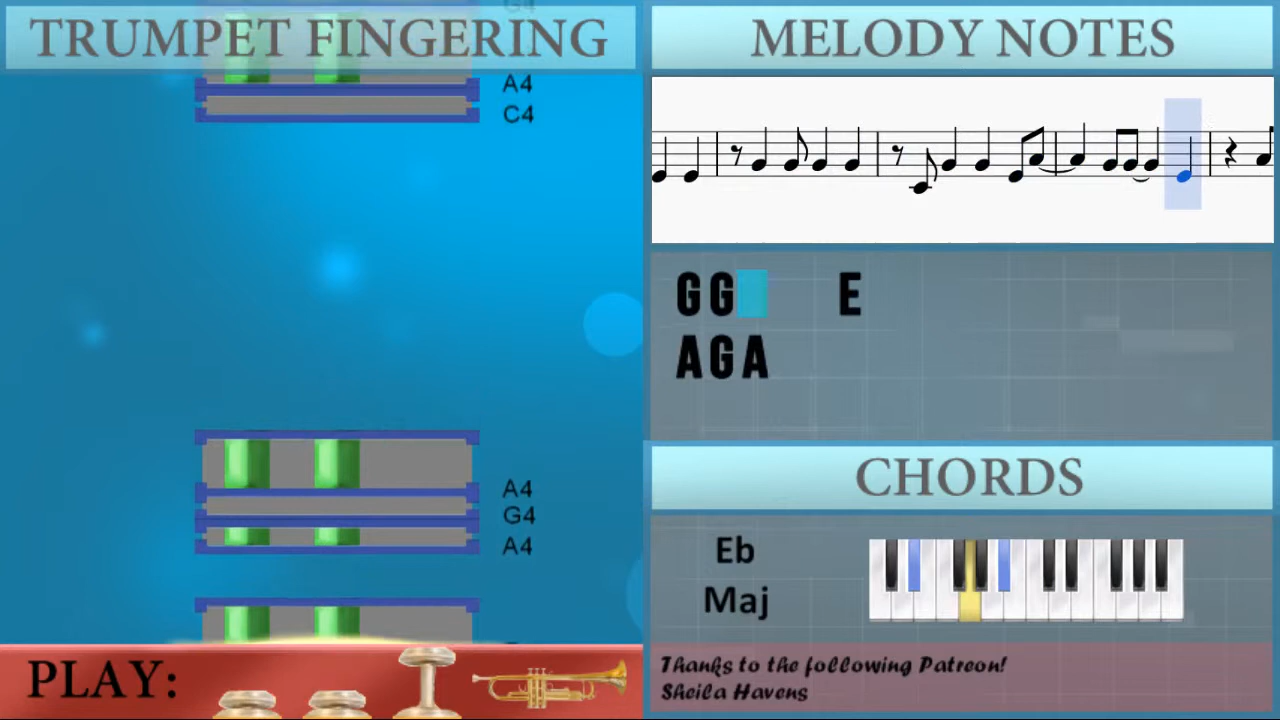 TRUMPET FINGERING
G4
A4
C4
A4
G4
A4
PLAY:
MELODY NOTES
GG E
AGA
CHORDS
Eb
Maj
Thanks to the following Patreon!
Sheila Havens